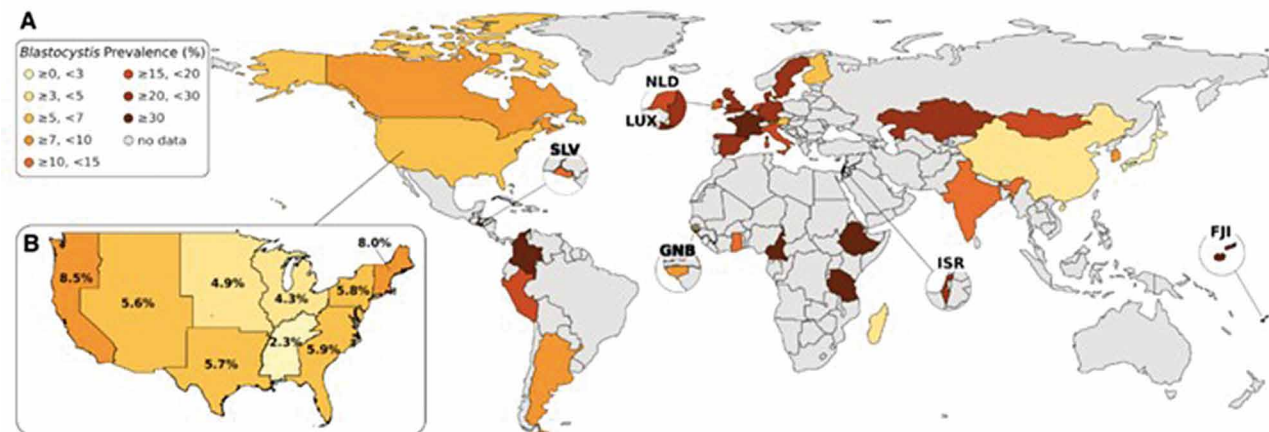 A
Blastocystis Prevalence (%)
≥0, <3
≥15, <20
≥3, <5
≥20, <30
≥5, <7
≥30
≥7, <10
no data
≥10, <15
NLD
LUX
SLV
GNB
ISR
FJI
B
8.0%
8.5%
5.6%
4.9%
4.3%
5.8%
2.3%
5.9%
5.7%